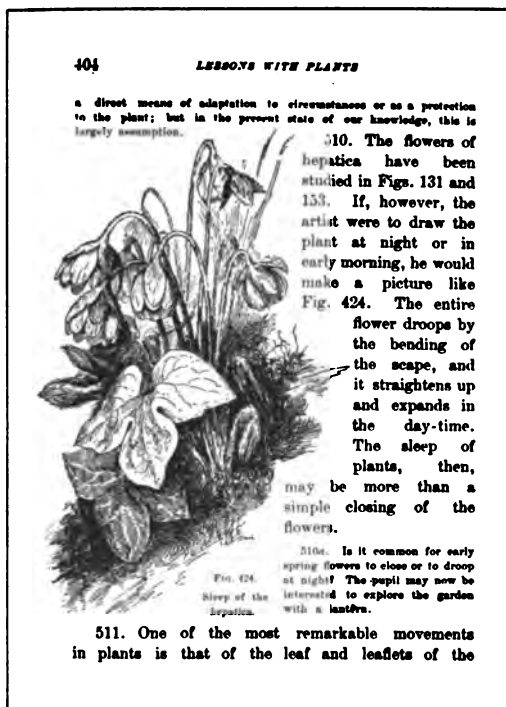 404
LESSONS WITH PLANTS
a direct means of adaptation to circumstances or as a protection
to the plant; but in the present state of our knowledge, this is
largely assumption.
510. The flowers of
hepatica have been
studied in Figs. 131 and
153. If, however, the
artist were to draw the
plant at night or in
early morning, he would
make a picture like
Fig. 424. The entire
flower droops by
the bending of
the scape, and
it straightens up
and expands in
the day-time.
The sleep of
plants, then,
may be more than a
simple closing of the
flowers.
510a. Is it common for early
spring flowers to close or to droop
at night? The pupil may now be
interested to explore the garden
with a lantern.
Fig. 424.
Sleep of the
hepatica.
511. One of the most remarkable movements
in plants is that of the leaf and leaflets of the